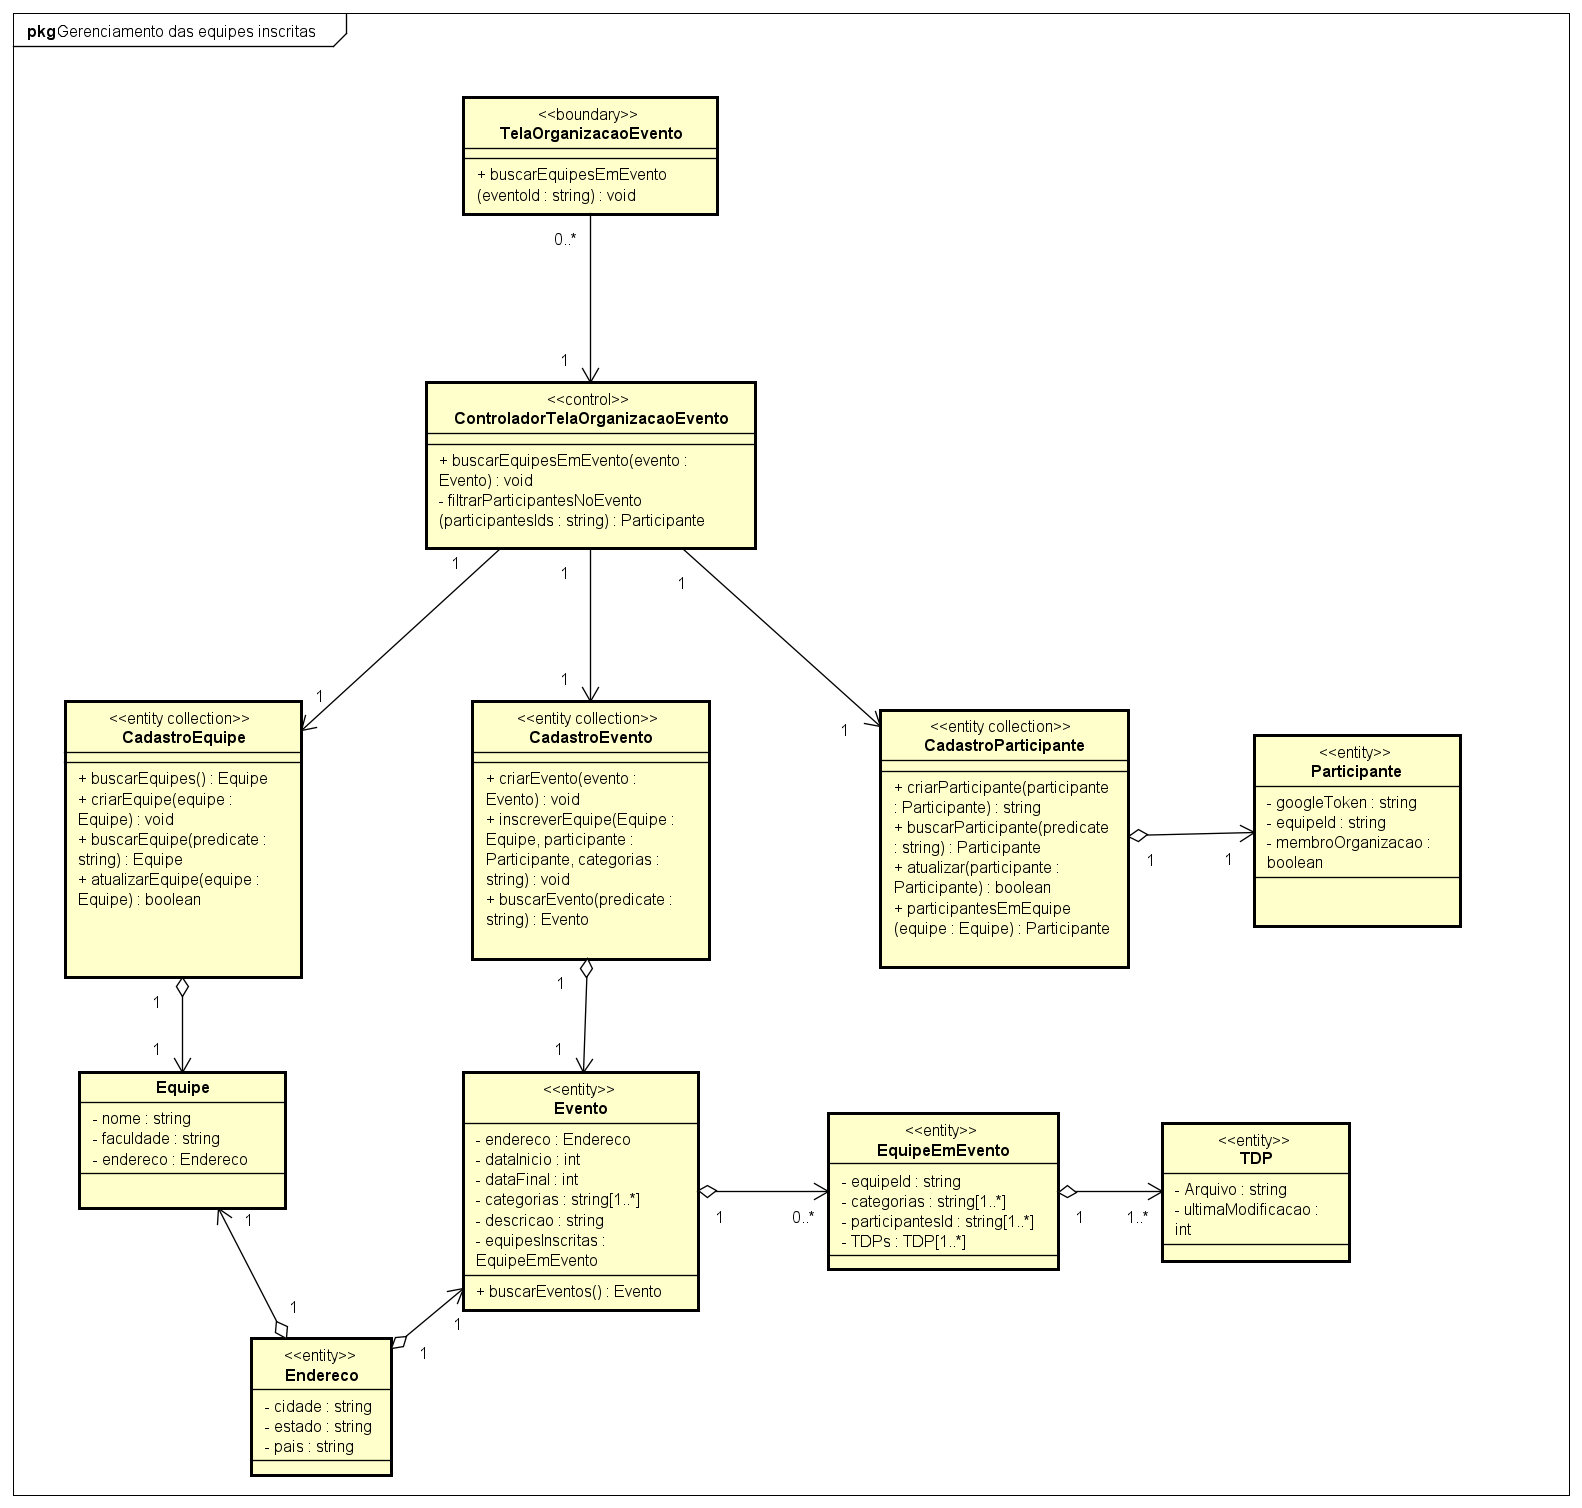 pkgGerenciamento das equipes inscritas
<<boundary>>
TelaOrganizacaoEvento
+ buscarEquipesEmEvento
(eventoId : string) : void
0..*
1
<<control>>
ControladorTelaOrganizacaoEvento
+ buscarEquipesEmEvento(evento :
Evento) : void
- filtrarParticipantesNoEvento
(participantesIds : string) : Participante
1
1
1
1
1
1
<<entity collection>>
CadastroEquipe
+ buscarEquipes() : Equipe
+ criarEquipe(equipe :
Equipe) : void
+ buscarEquipe(predicate :
string) : Equipe
+ atualizarEquipe(equipe :
Equipe) : boolean
<<entity collection>>
CadastroEvento
+ criarEvento(evento :
Evento) : void
+ inscreverEquipe(Equipe :
Equipe, participante :
Participante, categorias :
string) : void
+ buscarEvento(predicate :
string) : Evento
<<entity collection>>
CadastroParticipante
+ criarParticipante(participante
: Participante) : string
+ buscarParticipante(predicate
: string) : Participante
+ atualizar(participante :
Participante) : boolean
+ participantesEmEquipe
(equipe : Equipe) : Participante
1
1
<<entity>>
Participante
- googleToken : string
- equipeId : string
- membroOrganizacao :
boolean
1
1
1
1
Equipe
- nome : string
- faculdade : string
- endereco : Endereco
<<entity>>
Evento
- endereco : Endereco
- dataInicio : int
- dataFinal : int
- categorias : string[1..*]
- descricao : string
- equipesInscritas :
EquipeEmEvento
+ buscarEventos() : Evento
1
0..*
<<entity>>
EquipeEmEvento
- equipeId : string
- categorias : string[1..*]
- participantesId : string[1..*]
- TDPs : TDP[1..*]
1
1..*
<<entity>>
TDP
- Arquivo : string
- ultimaModificacao :
int
1
1
1
1
<<entity>>
Endereco
- cidade : string
- estado : string
- pais : string